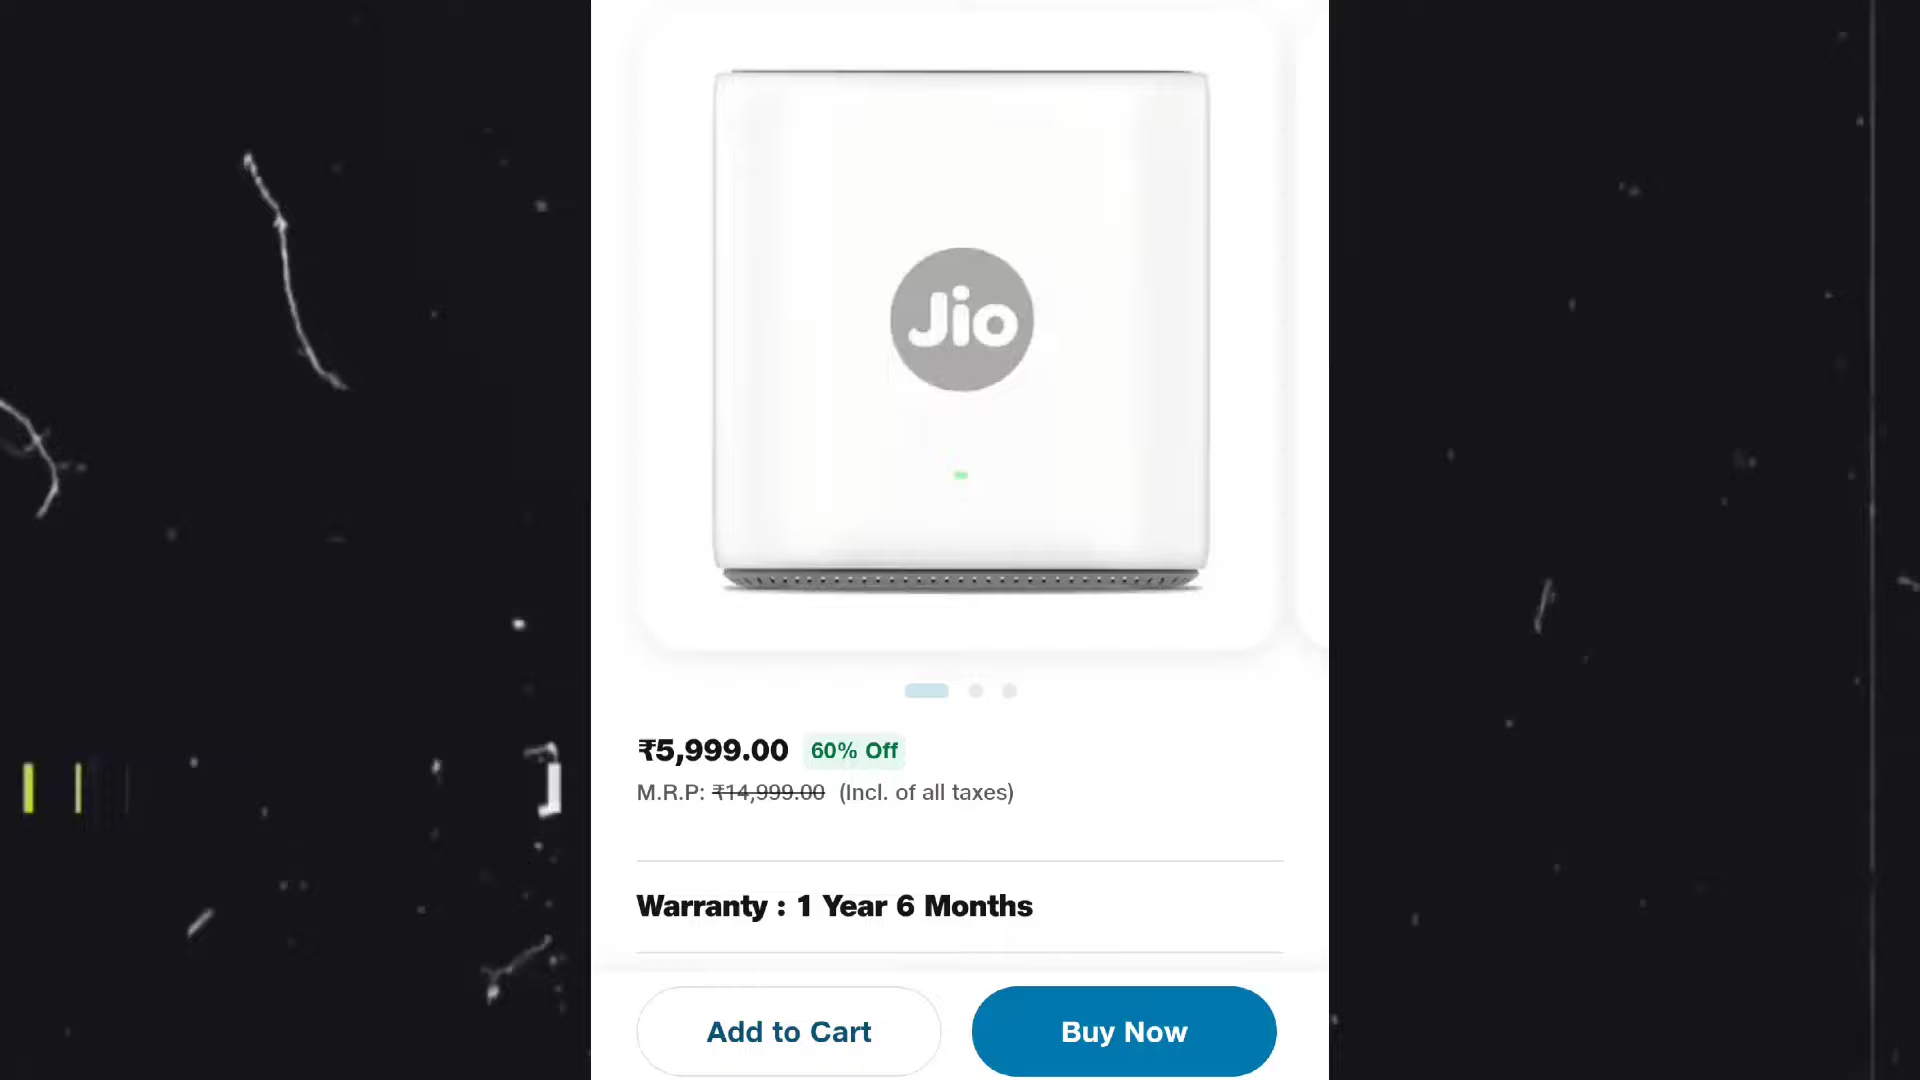 Jio
₹5,999.00 60% Off
M.R.P: ₹14,999.00 (Incl. of all taxes)
Warranty : 1 Year 6 Months
Add to Cart Buy Now